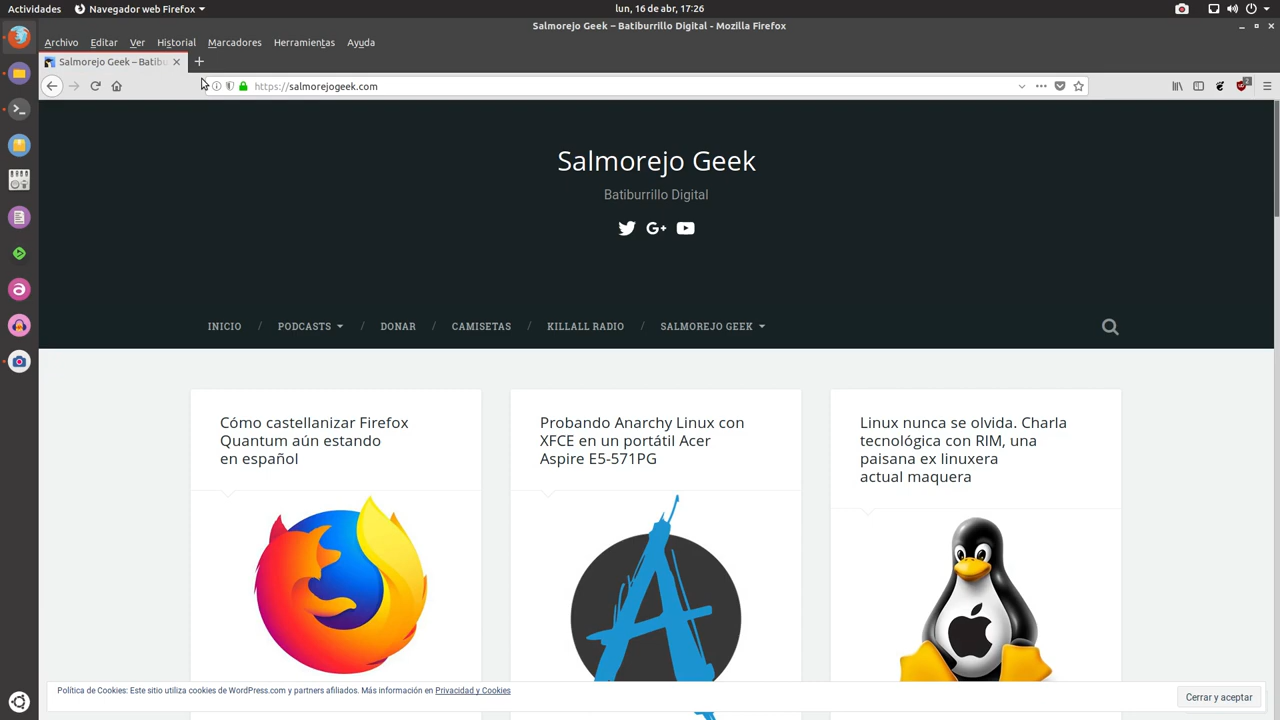 Actividades Navegador web Firefox lun, 16 de abr, 17:26
Salmorejo Geek – Batiburrillo Digital - Mozilla Firefox
Archivo Editar Ver Historial Marcadores Herramientas Ayuda
Salmorejo Geek – Batibu
https://salmorejogeek.com 2
Salmorejo Geek
Batiburrillo Digital
G+
INICIO / PODCASTS / DONAR / CAMISETAS / KILLALL RADIO / SALMOREJO GEEK
Cómo castellanizar Firefox
Quantum aún estando
en español
Probando Anarchy Linux con
XFCE en un portátil Acer
Aspire E5-571PG
Linux nunca se olvida. Charla
tecnológica con RIM, una
paisana ex linuxera
actual maquera
Política de Cookies: Este sitio utiliza cookies de WordPress.com y partners afiliados. Más información en Privacidad y Cookies
Cerrar y aceptar